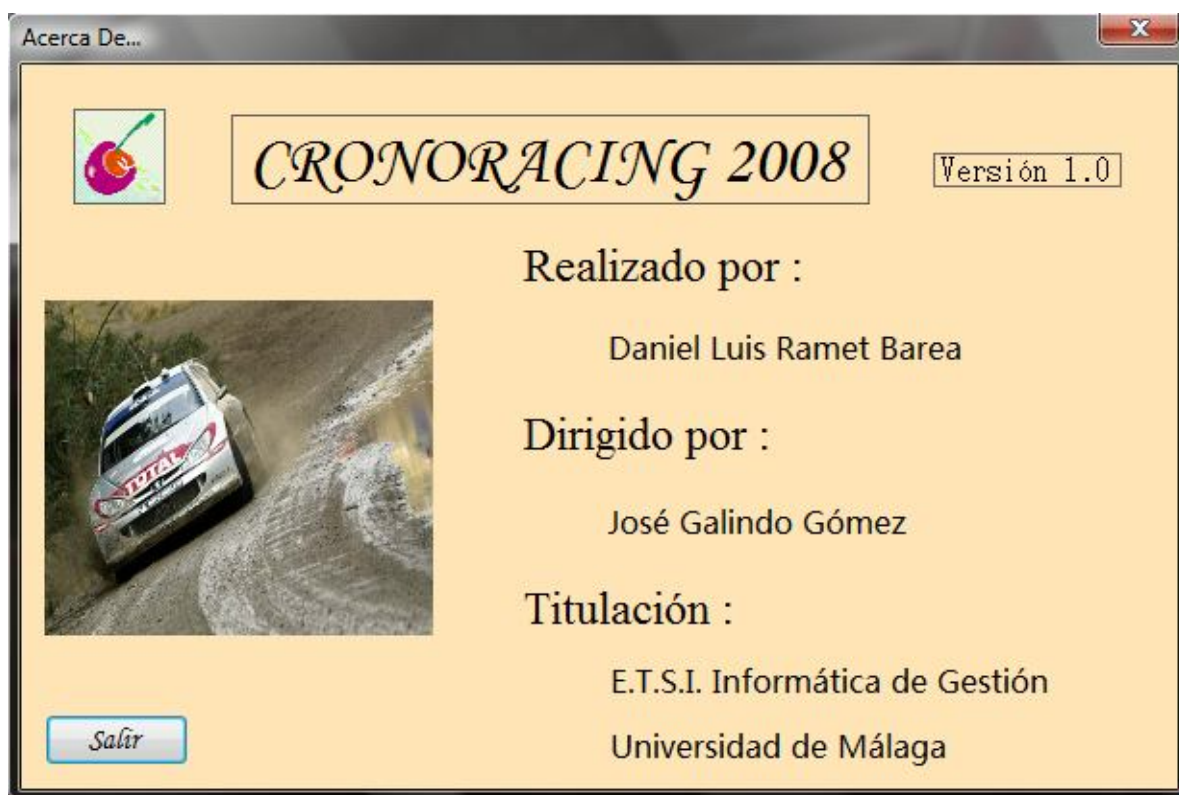 Acerca De...
CRONORACING 2008
Versión 1.0
Realizado por :
Daniel Luis Ramet Barea
Dirigido por :
José Galindo Gómez
TOTAL
Titulación :
E.T.S.I. Informática de Gestión
Universidad de Málaga
Salir